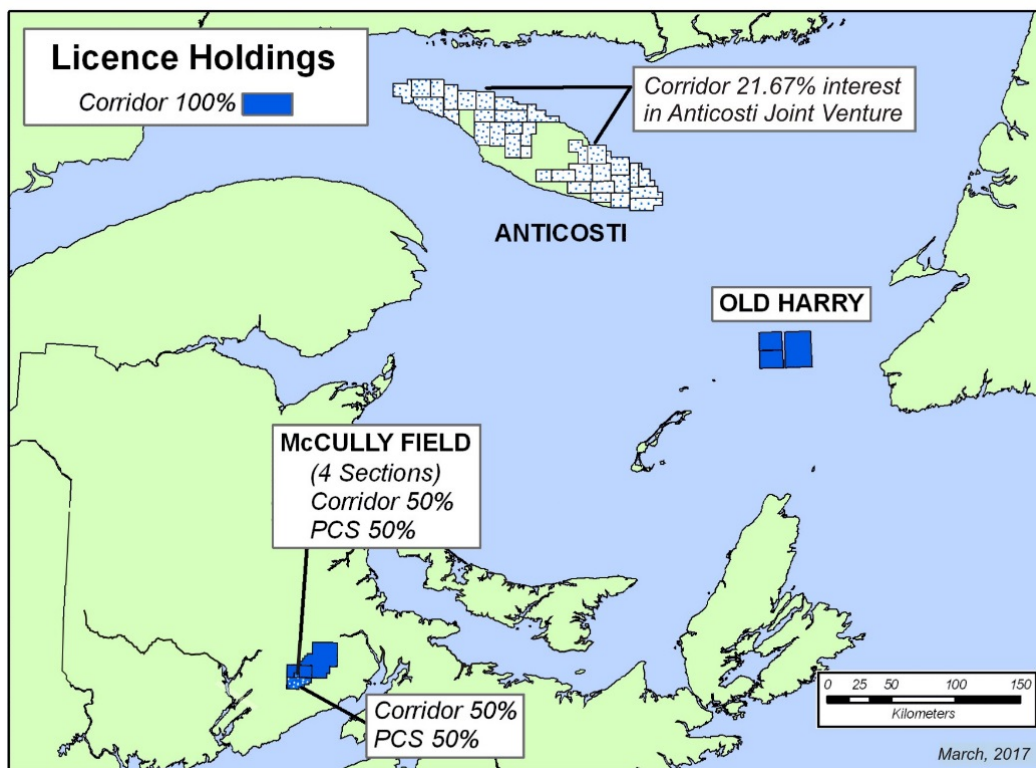 Licence Holdings
Corridor 100%
Corridor 21.67% interest
in Anticosti Joint Venture
ANTICOSTI
OLD HARRY
McCULLY FIELD
(4 Sections)
Corridor 50%
PCS 50%
Corridor 50%
PCS 50%
0 25 50 100 150
Kilometers
March, 2017